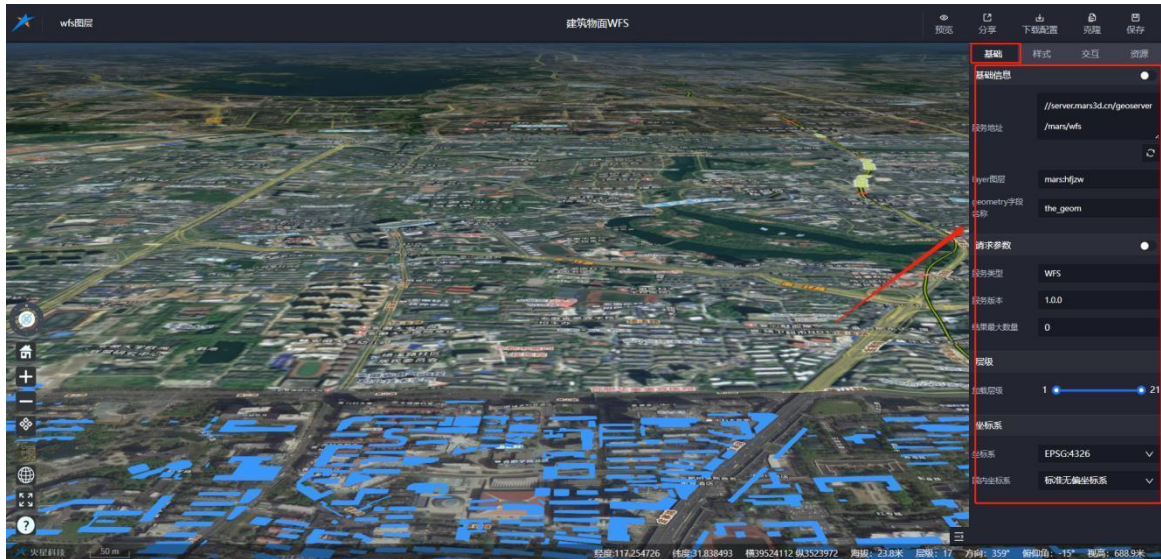 wfs图层
建筑物面WFS
预览
分享
下载配置
克隆
保存
基础
样式
交互
资源
基础信息
服务地址
//server.mars3d.cn/geoserver
/mars/wfs
layer图层
mars:hfjzw
geometry字段
名称
the_geom
请求参数
服务类型
WFS
服务版本
1.0.0
结果最大数量
0
层级
加载层级
1
21
坐标系
坐标系
EPSG:4326
国内坐标系
标准无偏坐标系
火星科技
50 m
经度:117.254726 纬度:31.838493 横39524112 纵3523972 海拔：23.8米 层级：17 方向：359° 俯仰角：-15° 视高：688.9米